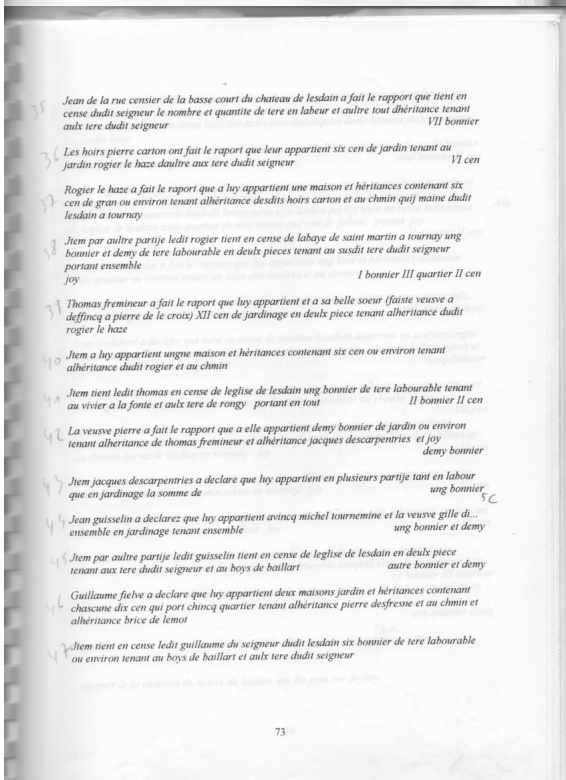 35 Jean de la rue censier de la basse court du chateau de lesdain a fait le rapport que tient en
cense dudit seigneur le nombre et quantite de tere en labeur et aultre tout dhéritance tenant
aulx tere dudit seigneur VII bonnier
36 Les hoirs pierre carton ont fait le raport que leur appartient six cen de jardin tenant au
jardin rogier le haze daultre aux tere dudit seigneur VI cen
37 Rogier le haze a fait le raport que a luy appartient une maison et héritances contenant six
cen de gran ou environ tenant alhéritance desdits hoirs carton et au chmin quij maine dudit
lesdain a tournay
38 Jtem par aultre partije ledit rogier tient en cense de labaye de saint martin a tournay ung
bonnier et demy de tere labourable en deulx pieces tenant au susdit tere dudit seigneur
portant ensemble
joy I bonnier III quartier II cen
39 Thomas fremineur a fait le raport que luy appartient et a sa belle soeur (faiste veusve a
deffincq a pierre de le croix) XII cen de jardinage en deulx piece tenant alheritance dudit
rogier le haze
40 Jtem a luy appartient ungne maison et héritances contenant six cen ou environ tenant
alhéritance dudit rogier et au chmin
41 Jtem tient ledit thomas en cense de leglise de lesdain ung bonnier de tere labourable tenant
au vivier a la fonte et aulx tere de rongy portant en tout II bonnier II cen
42 La veusve pierre a fait le rapport que a elle appartient demy bonnier de jardin ou environ
tenant alheritance de thomas fremineur et alhéritance jacques descarpentries et joy
demy bonnier
43 Jtem jacques descarpentries a declare que luy appartient en plusieurs partije tant en labour
que en jardinage la somme de ung bonnier
5C
44 Jean guisselin a declarez que luy appartient avincq michel tournemine et la veusve gille di...
ensemble en jardinage tenant ensemble ung bonnier et demy
45 Jtem par aultre partije ledit guisselin tient en cense de leglise de lesdain en deulx piece
tenant aux tere dudit seigneur et au boys de baillart autre bonnier et demy
46 Guillaume fielve a declare que luy appartient deux maisons jardin et héritances contenant
chascune dix cen qui port chincq quartier tenant alhéritance pierre desfresne et au chmin et
alhéritance brice de lemot
47 Jtem tient en cense ledit guillaume du seigneur dudit lesdain six bonnier de tere labourable
ou environ tenant au boys de baillart et aulx tere dudit seigneur
73